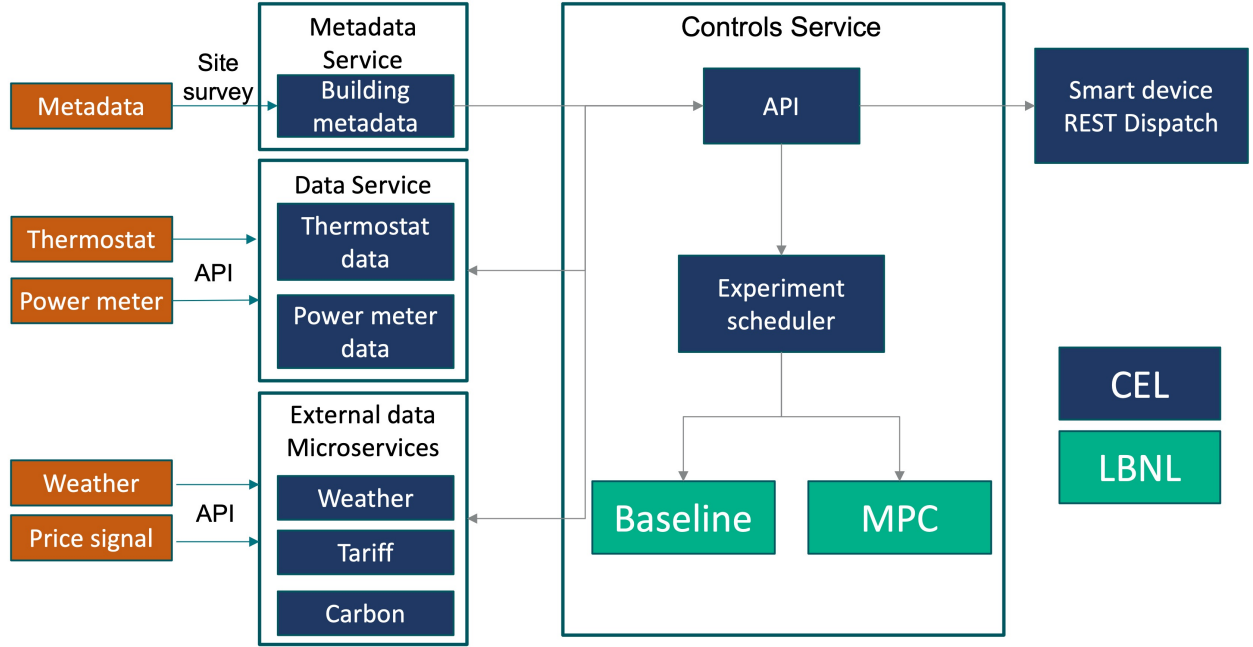 Metadata
Site
survey
Metadata
Service
Building
metadata
Thermostat
Power meter
API
Data Service
Thermostat
data
Power meter
data
Weather
Price signal
API
External data
Microservices
Weather
Tariff
Carbon
Controls Service
API
Experiment
scheduler
Baseline
MPC
Smart device
REST Dispatch
CEL
LBNL